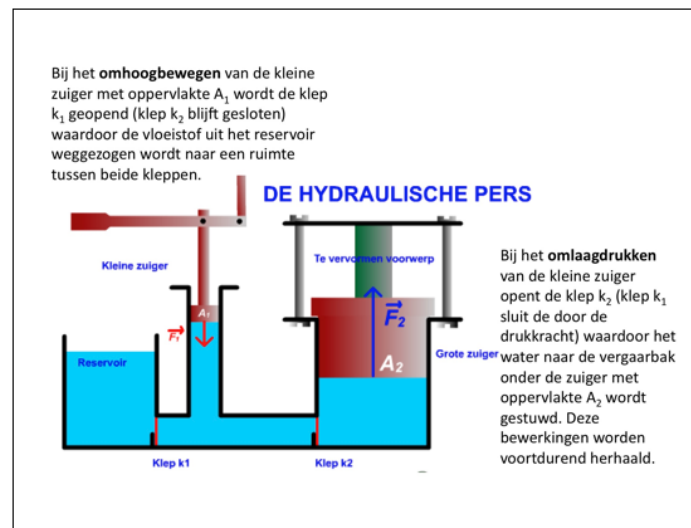 Bij het omhoogbewegen van de kleine
zuiger met oppervlakte A₁ wordt de klep
k₁ geopend (klep k₂ blijft gesloten)
waardoor de vloeistof uit het reservoir
weggezogen wordt naar een ruimte
tussen beide kleppen.
DE HYDRAULISCHE PERS
Kleine zuiger
Te vervormen voorwerp
A₁
F₁
F₂
Reservoir
A₂
Grote zuiger
Klep k1
Klep k2
Bij het omlaagdrukken
van de kleine zuiger
opent de klep k₂ (klep k₁
sluit de door de
drukkracht) waardoor het
water naar de vergaarbak
onder de zuiger met
oppervlakte A₂ wordt
gestuwd. Deze
bewerkingen worden
voortdurend herhaald.